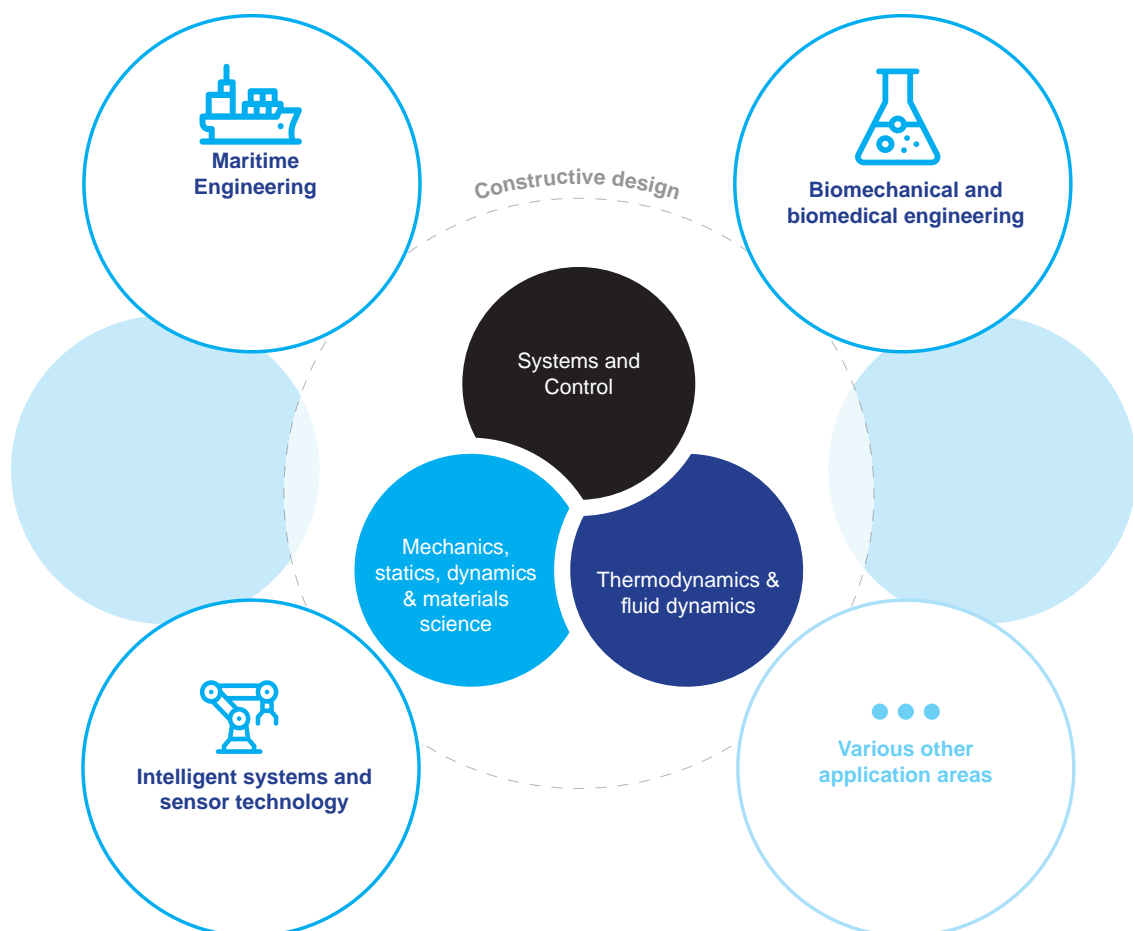 Maritime
Engineering
Biomechanical and
biomedical engineering
Constructive design
Systems and
Control
Mechanics,
statics, dynamics
& materials
science
Thermodynamics &
fluid dynamics
Intelligent systems and
sensor technology
Various other
application areas